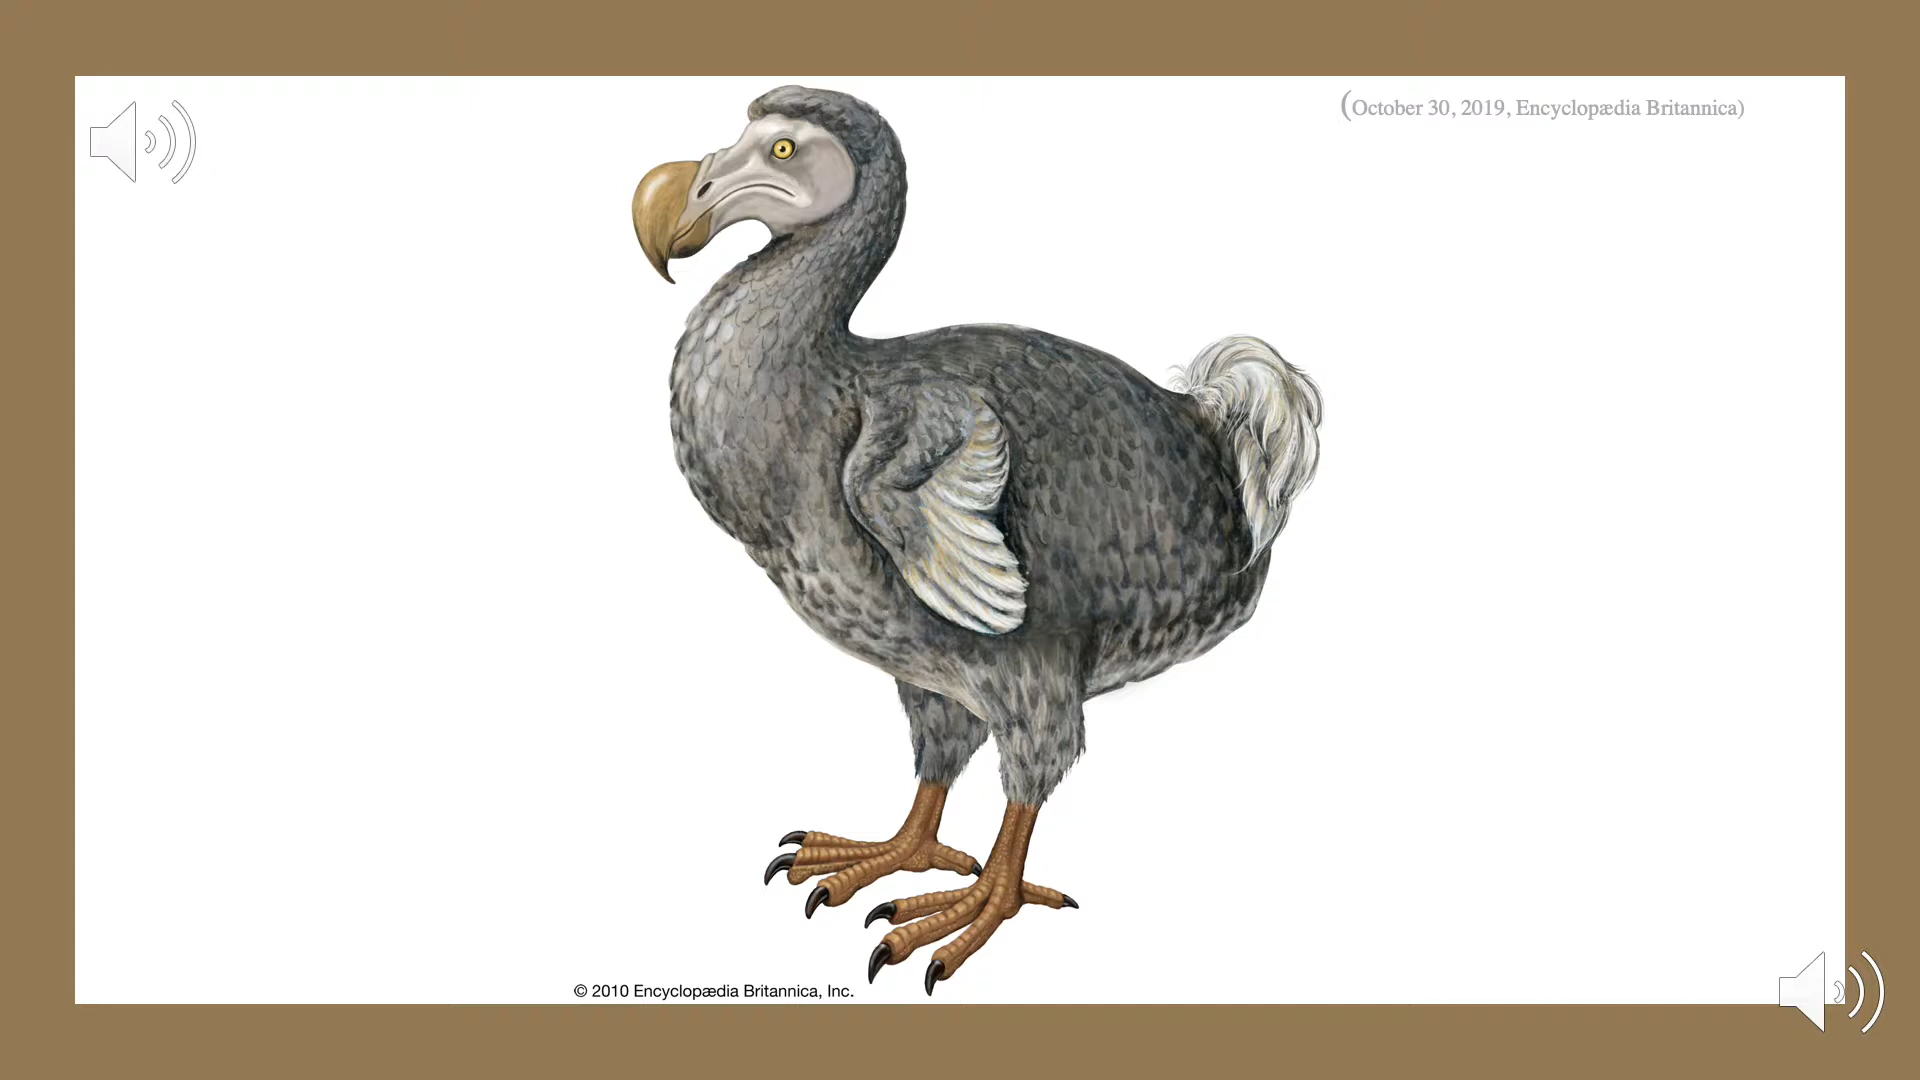 (October 30, 2019, Encyclopædia Britannica)
© 2010 Encyclopædia Britannica, Inc.